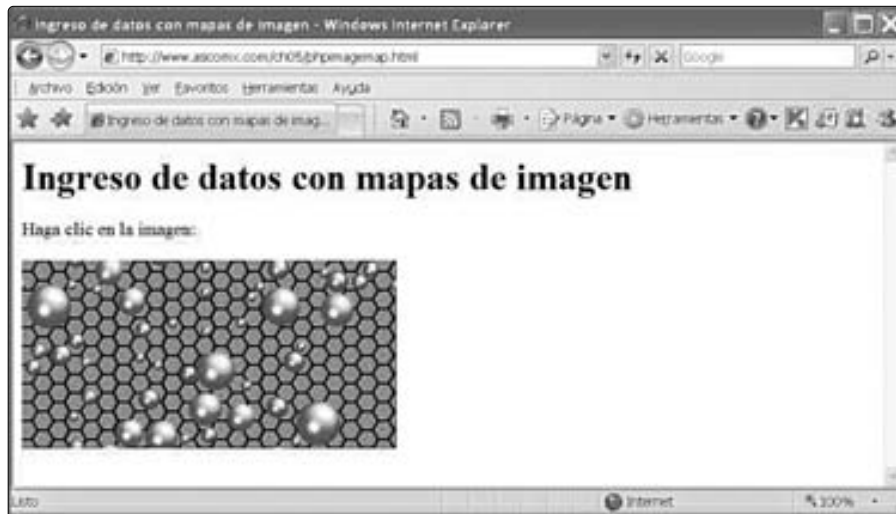 Ingreso de datos con mapas de imagen - Windows Internet Explorer
http://www.ascomx.com/ch05/phpimagemap.html
Google
Archivo Edición Ver Favoritos Herramientas Ayuda
Ingreso de datos con mapas de imag...
Página Herramientas
Ingreso de datos con mapas de imagen
Haga clic en la imagen:
Listo
Internet
100%